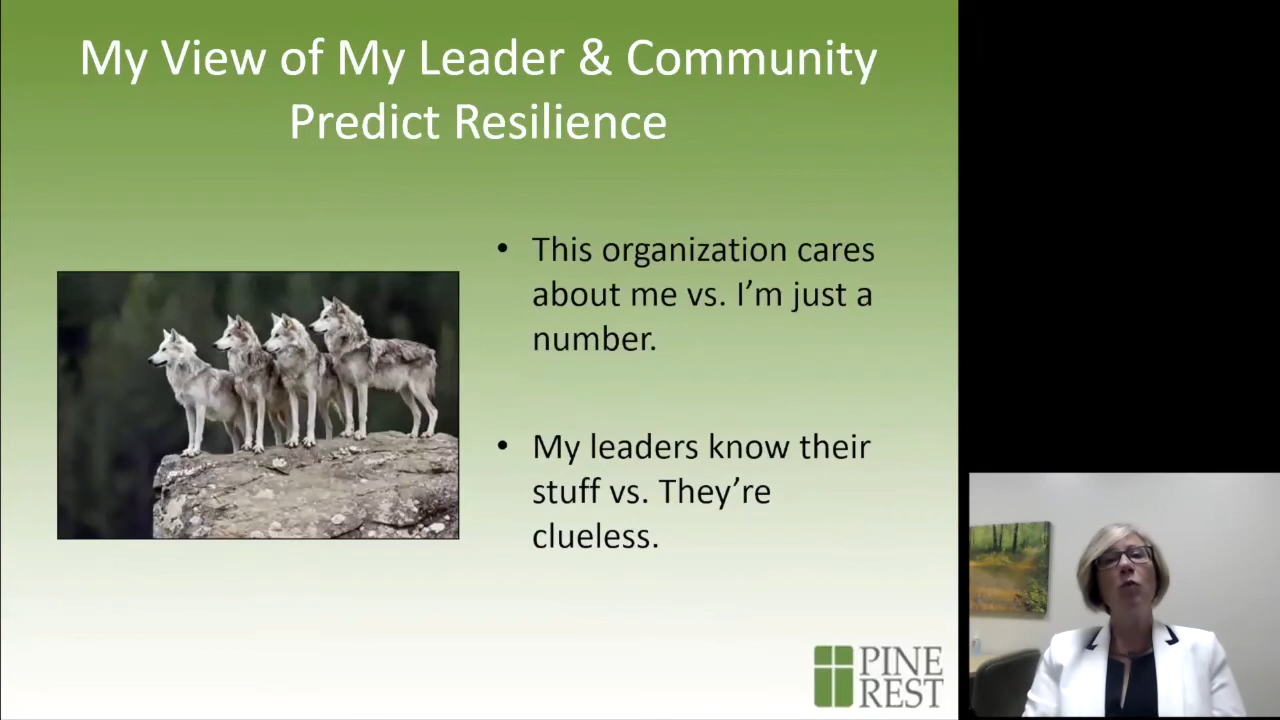 My View of My Leader & Community
Predict Resilience
• This organization cares
about me vs. I’m just a
number.
• My leaders know their
stuff vs. They’re
clueless.
PINE
REST